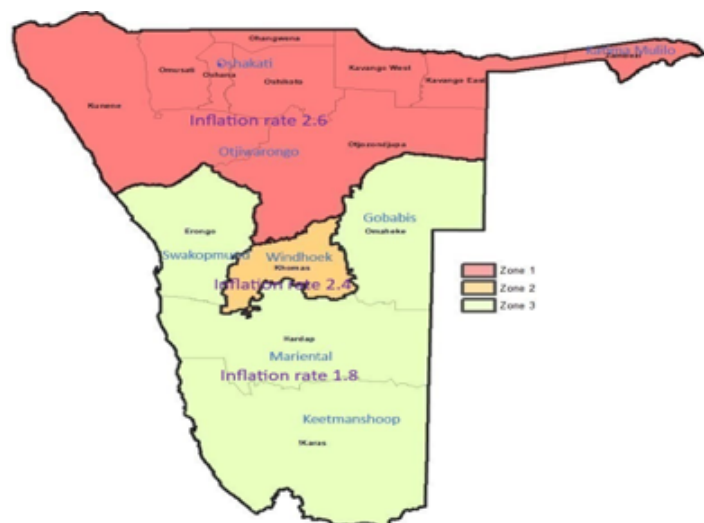 Ohangwena
Katima Mulilo
Zambezi
Oshakati
Omusati
Oshana
Oshikoto
Kavango West
Kavango East
Kunene
Inflation rate 2.6
Otjiwarongo
Otjozondjupa
Gobabis
Omaheke
Erongo
Swakopmund
Windhoek
Khomas
Inflation rate 2.4
Zone 1
Zone 2
Zone 3
Hardap
Mariental
Inflation rate 1.8
Keetmanshoop
!Karas